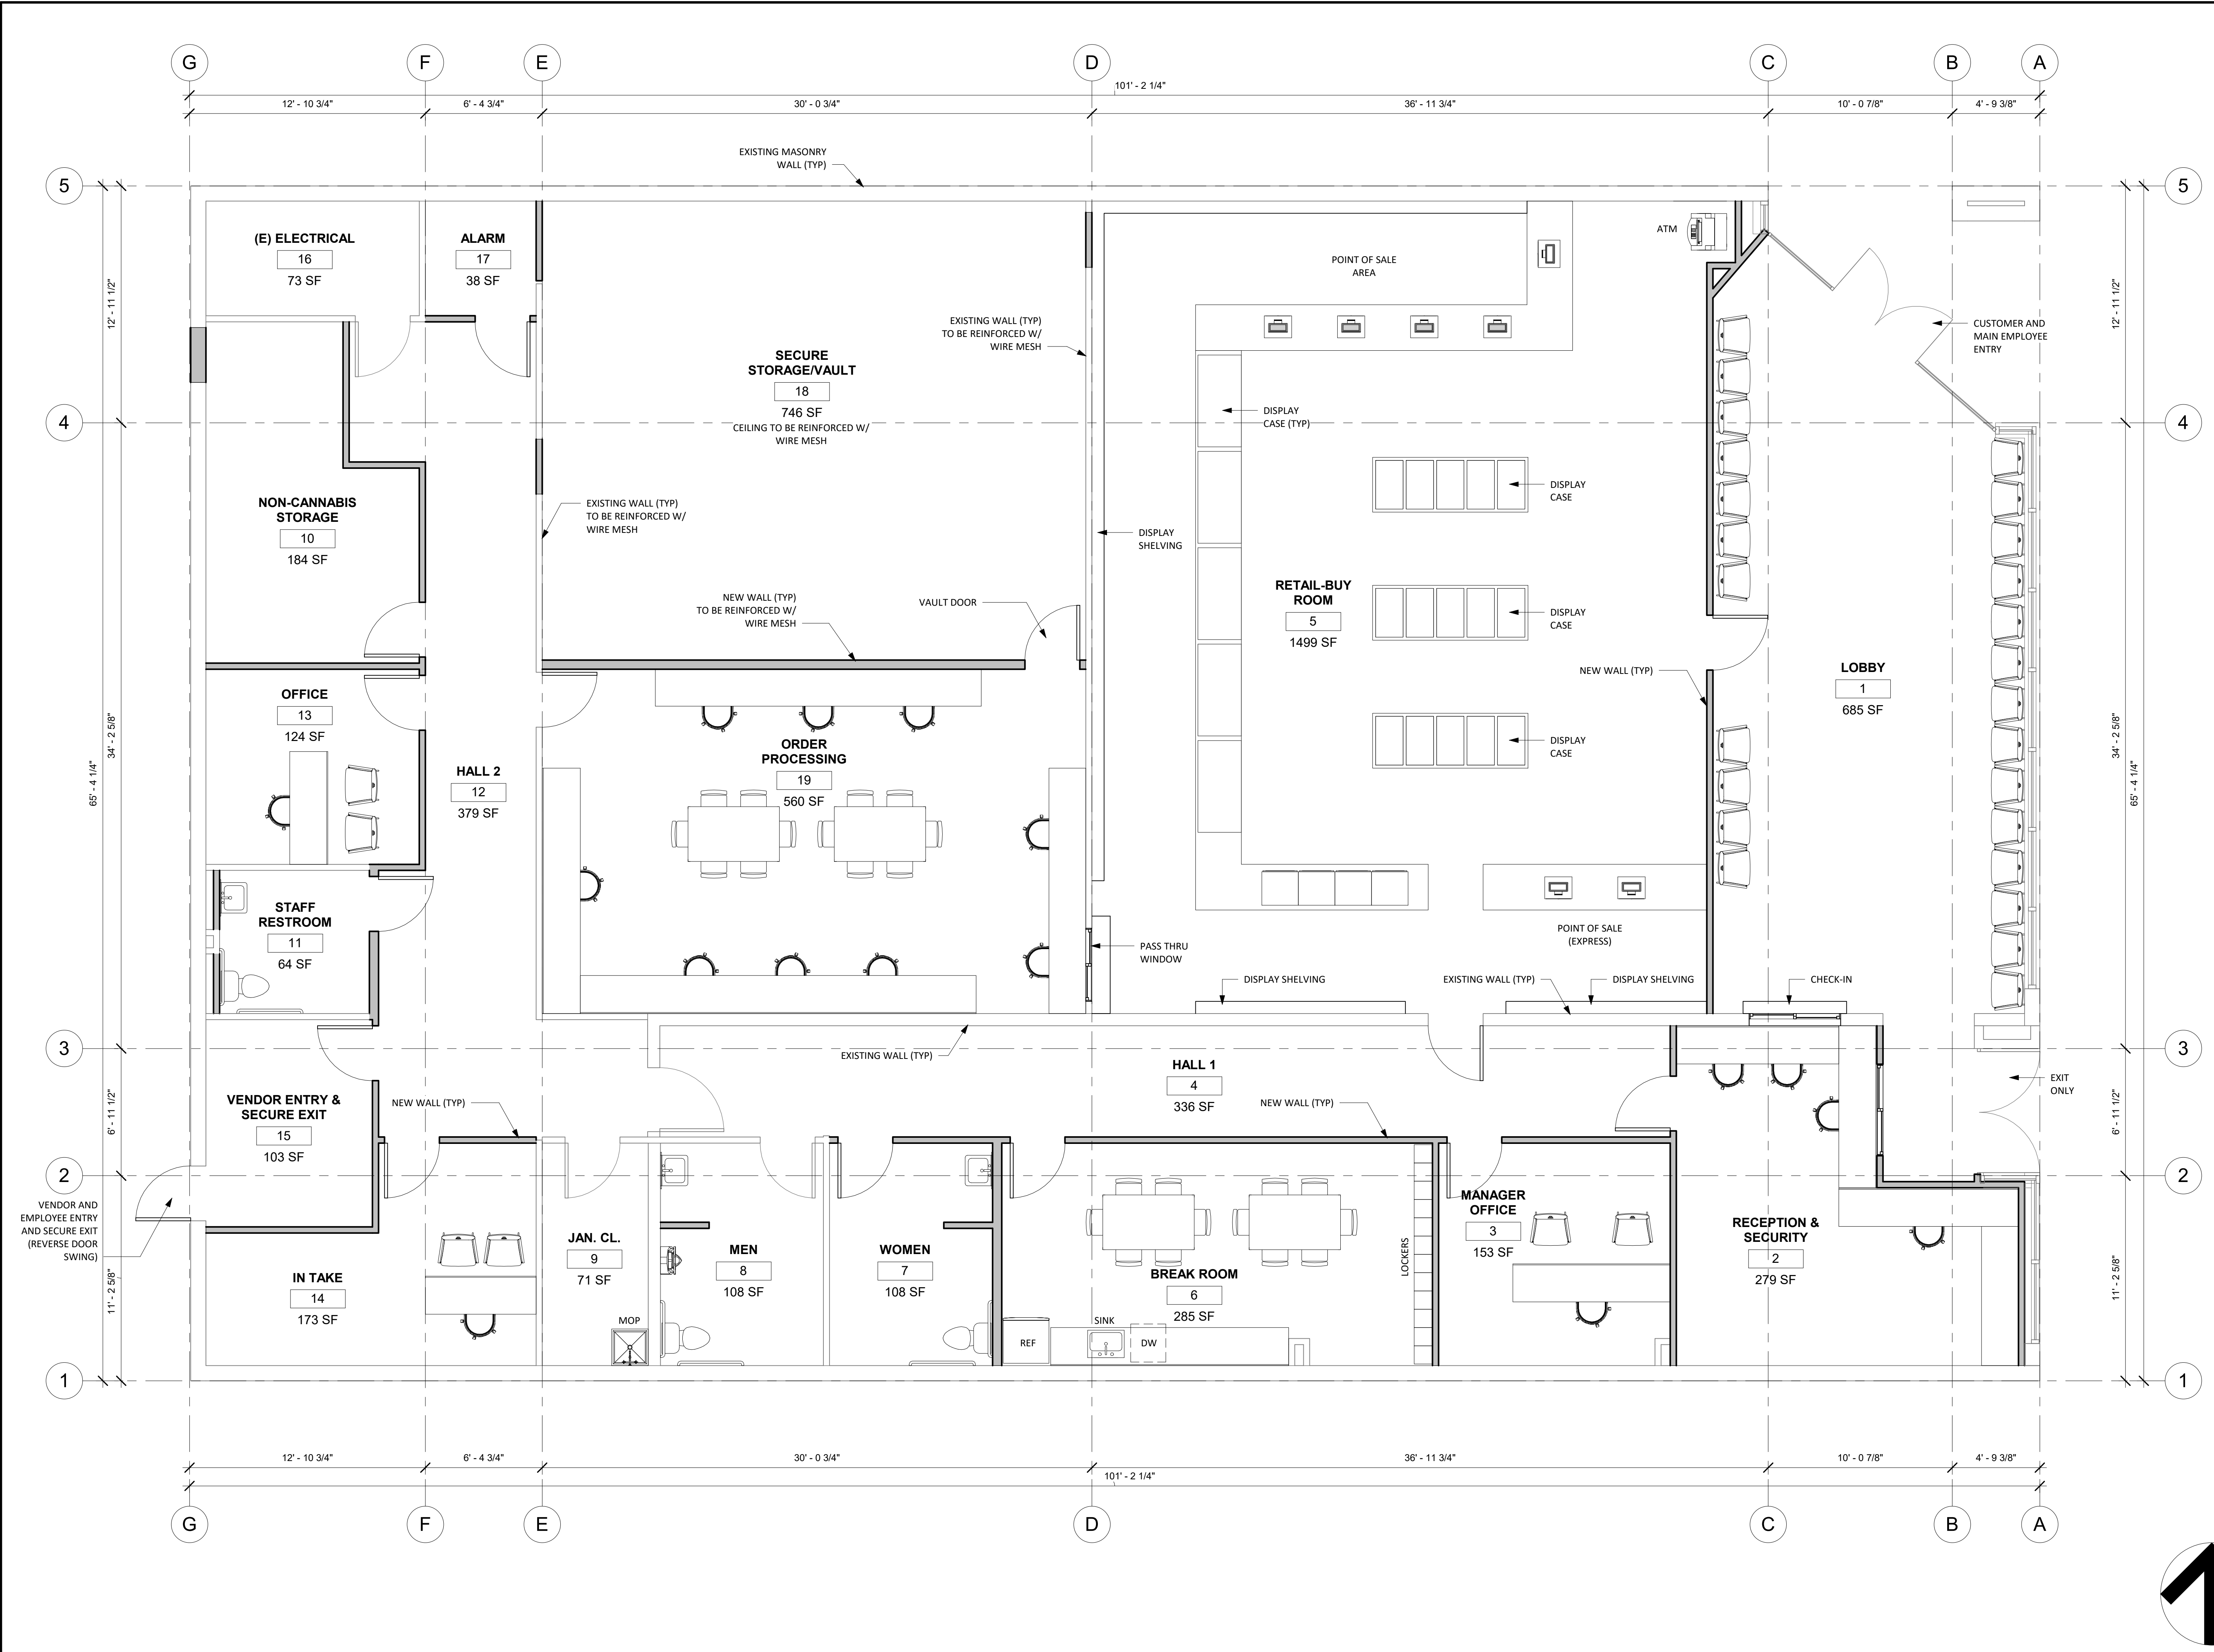 G
F
E
D
C
B
A
101' - 2 1/4"
12' - 10 3/4"
6' - 4 3/4"
30' - 0 3/4"
36' - 11 3/4"
10' - 0 7/8"
4' - 9 3/8"
EXISTING MASONRY
WALL (TYP)
5
5
(E) ELECTRICAL
16
73 SF
ALARM
17
38 SF
ATM
POINT OF SALE
AREA
12' - 11 1/2"
12' - 11 1/2"
EXISTING WALL (TYP)
TO BE REINFORCED W/
WIRE MESH
CUSTOMER AND
MAIN EMPLOYEE
ENTRY
SECURE
STORAGE/VAULT
18
746 SF
CEILING TO BE REINFORCED W/
WIRE MESH
DISPLAY
CASE (TYP)
4
4
NON-CANNABIS
STORAGE
10
184 SF
EXISTING WALL (TYP)
TO BE REINFORCED W/
WIRE MESH
DISPLAY
SHELVING
DISPLAY
CASE
NEW WALL (TYP)
TO BE REINFORCED W/
WIRE MESH
VAULT DOOR
RETAIL-BUY
ROOM
5
1499 SF
DISPLAY
CASE
NEW WALL (TYP)
LOBBY
1
685 SF
OFFICE
13
124 SF
65' - 4 1/4"
34' - 2 5/8"
34' - 2 5/8"
65' - 4 1/4"
HALL 2
12
379 SF
ORDER
PROCESSING
19
560 SF
DISPLAY
CASE
STAFF
RESTROOM
11
64 SF
PASS THRU
WINDOW
POINT OF SALE
(EXPRESS)
DISPLAY SHELVING
EXISTING WALL (TYP)
DISPLAY SHELVING
CHECK-IN
3
3
EXISTING WALL (TYP)
HALL 1
4
336 SF
EXIT
ONLY
VENDOR ENTRY &
SECURE EXIT
15
103 SF
NEW WALL (TYP)
NEW WALL (TYP)
6' - 11 1/2"
6' - 11 1/2"
2
2
VENDOR AND
EMPLOYEE ENTRY
AND SECURE EXIT
(REVERSE DOOR
SWING)
IN TAKE
14
173 SF
JAN. CL.
9
71 SF
MOP
MEN
8
108 SF
WOMEN
7
108 SF
BREAK ROOM
6
285 SF
REF
SINK
DW
LOCKERS
MANAGER
OFFICE
3
153 SF
RECEPTION &
SECURITY
2
279 SF
11' - 2 5/8"
11' - 2 5/8"
1
1
12' - 10 3/4"
6' - 4 3/4"
30' - 0 3/4"
36' - 11 3/4"
10' - 0 7/8"
4' - 9 3/8"
101' - 2 1/4"
G
F
E
D
C
B
A